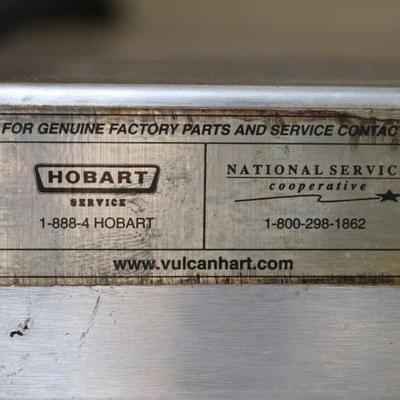 FOR GENUINE FACTORY PARTS AND SERVICE CONTAC
HOBART
SERVICE
1-888-4 HOBART
NATIONAL SERVIC
cooperative
1-800-298-1862
www.vulcanhart.com